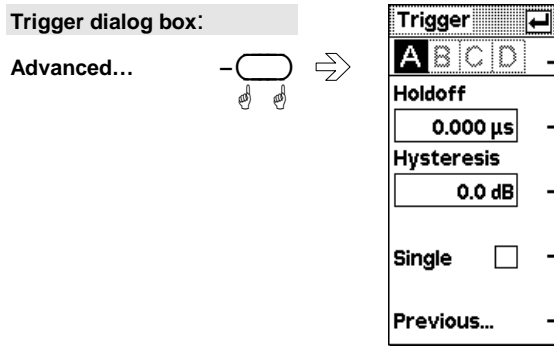 Trigger dialog box:
Advanced…
Trigger
A B C D
Holdoff
0.000 µs
Hysteresis
0.0 dB
Single
Previous...